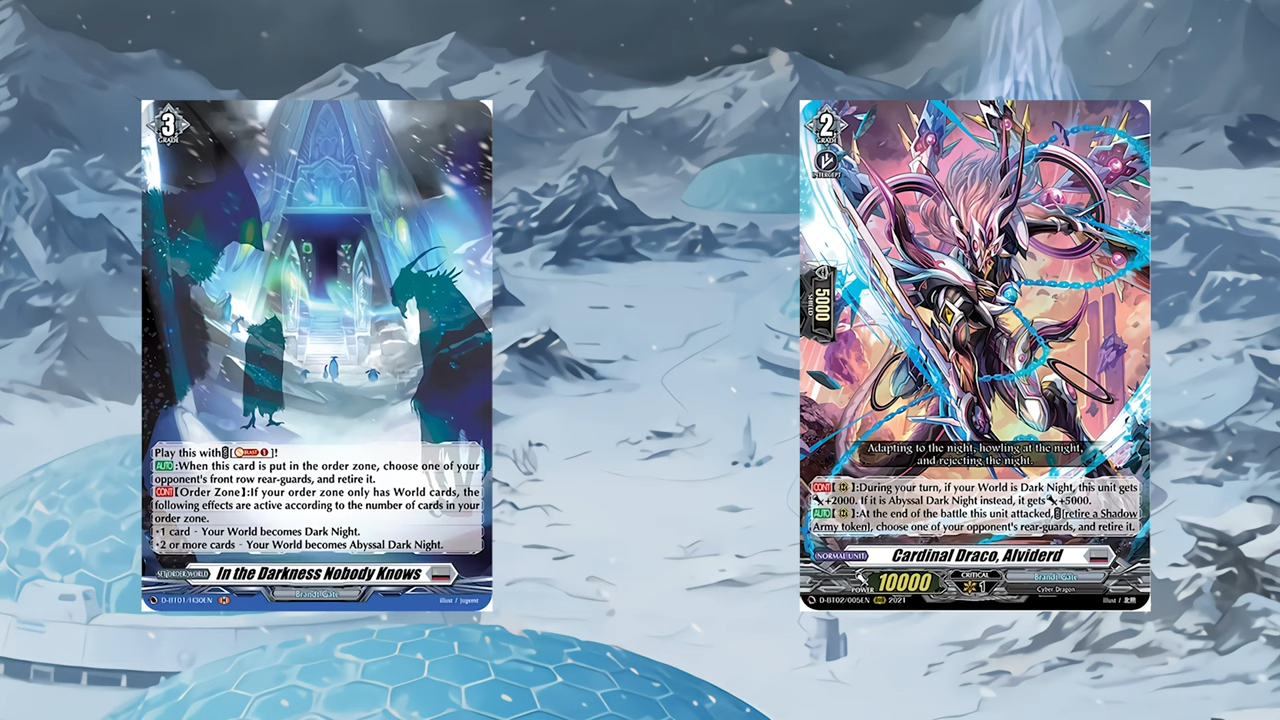 3
GRADE
Play this with [BLAST 1]!
AUTO:When this card is put in the order zone, choose one of your
opponent's front row rear-guards, and retire it.
CONT【Order Zone】:If your order zone only has World cards, the
following effects are active according to the number of cards in your
order zone.
•1 card - Your World becomes Dark Night.
•2 or more cards - Your World becomes Abyssal Dark Night.
SET ORDER/WORLD
In the Darkness Nobody Knows
Brandt Gate
D-BT01/H30EN H
Illust / Jugemt
2
GRADE
INTERCEPT
SHIELD
5000
Adapting to the night, howling at the night,
and rejecting the night.
CONT【】:During your turn, if your World is Dark Night, this unit gets
+2000. If it is Abyssal Dark Night instead, it gets +5000.
AUTO【】:At the end of the battle this unit attacked, [retire a Shadow
Army token], choose one of your opponent's rear-guards, and retire it.
NORMAL UNIT
Cardinal Draco, Alviderd
POWER 10000
CRITICAL
1
Brandt Gate
Cyber Dragon
D-BT02/005EN RRR 2021
Illust / 北熊